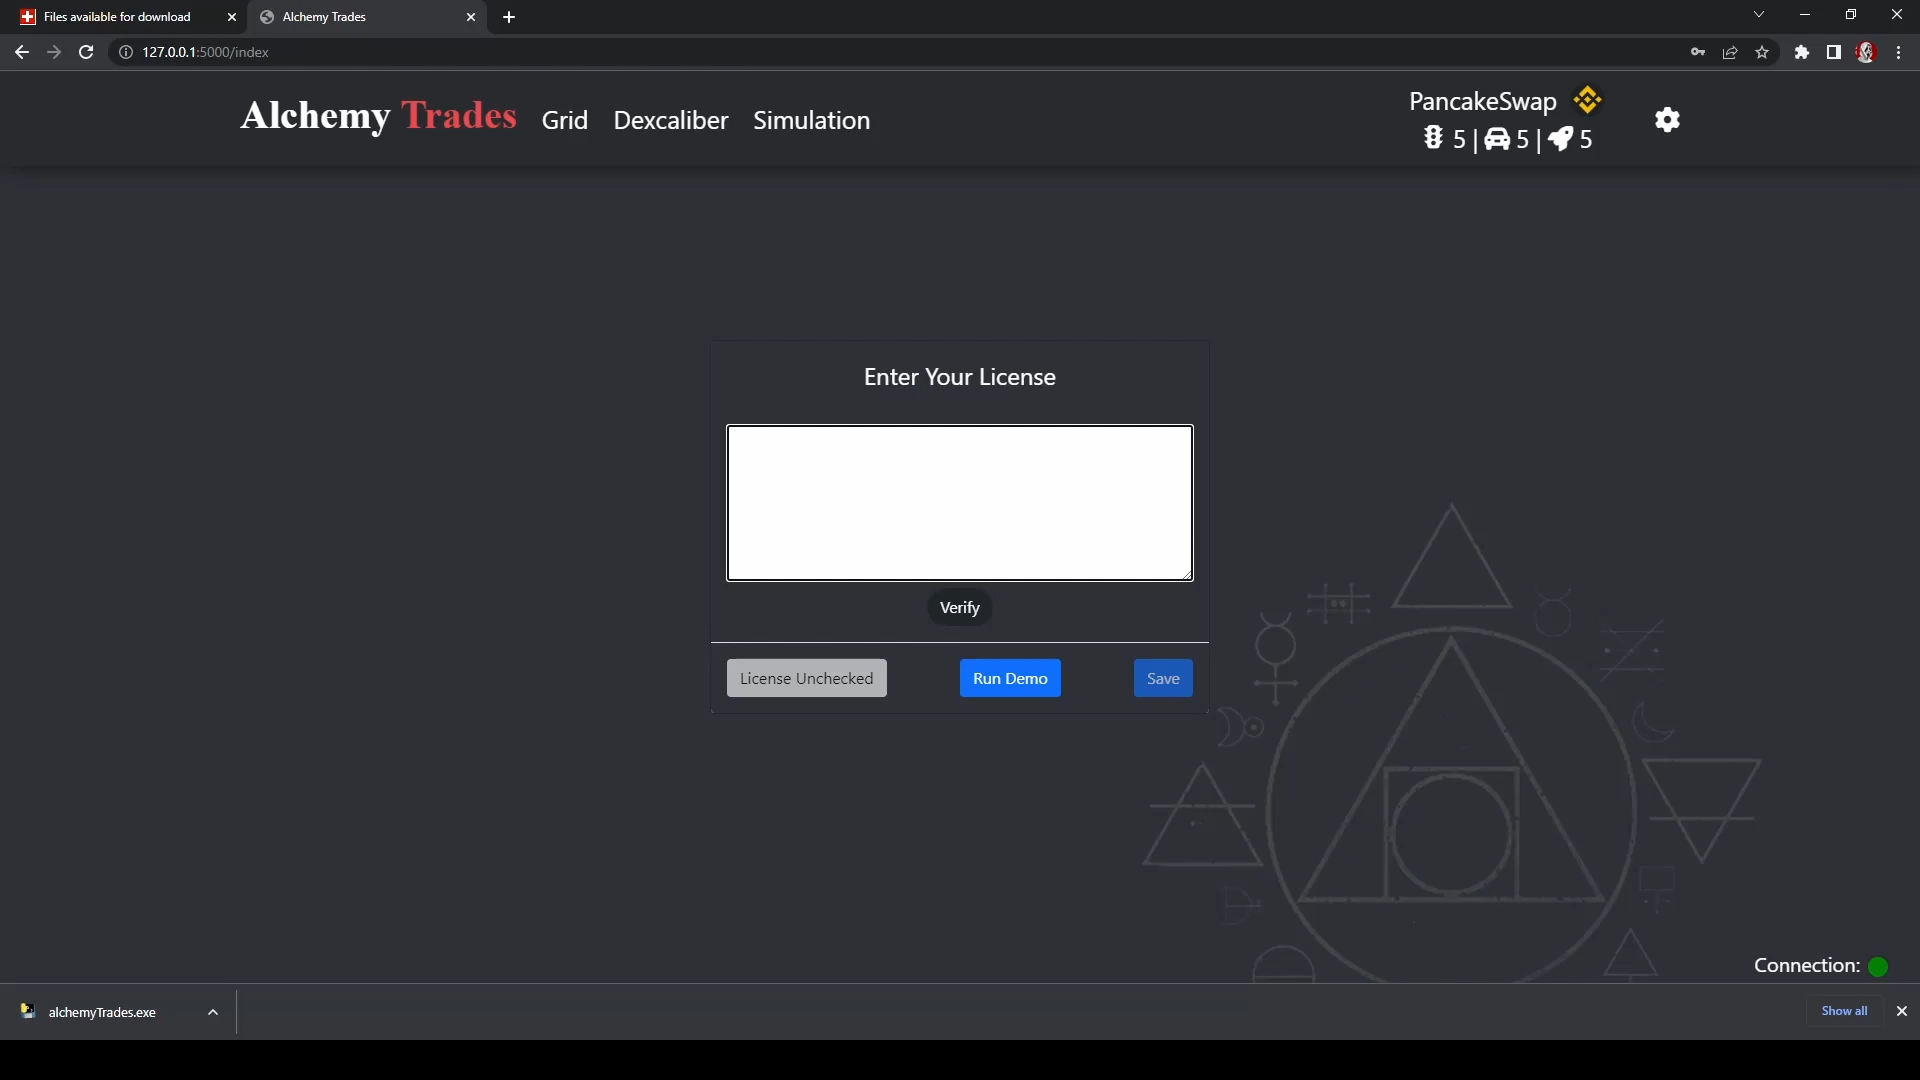 Files available for download
Alchemy Trades
127.0.0.1:5000/index
Alchemy Trades
Grid
Dexcaliber
Simulation
PancakeSwap
5 | 5 | 5
Enter Your License
Verify
License Unchecked
Run Demo
Save
Connection:
alchemyTrades.exe
Show all